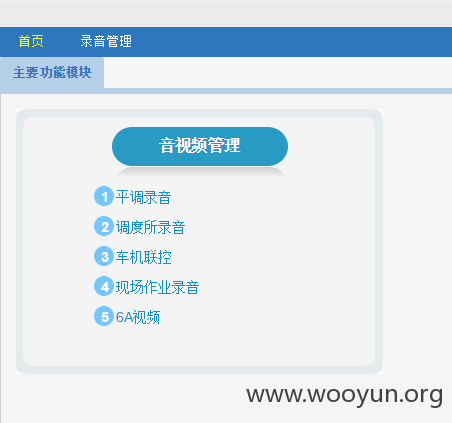 首页 录音管理
主要功能模块
音视频管理
1 平调录音
2 调度所录音
3 车机联控
4 现场作业录音
5 6A视频
www.wooyun.org